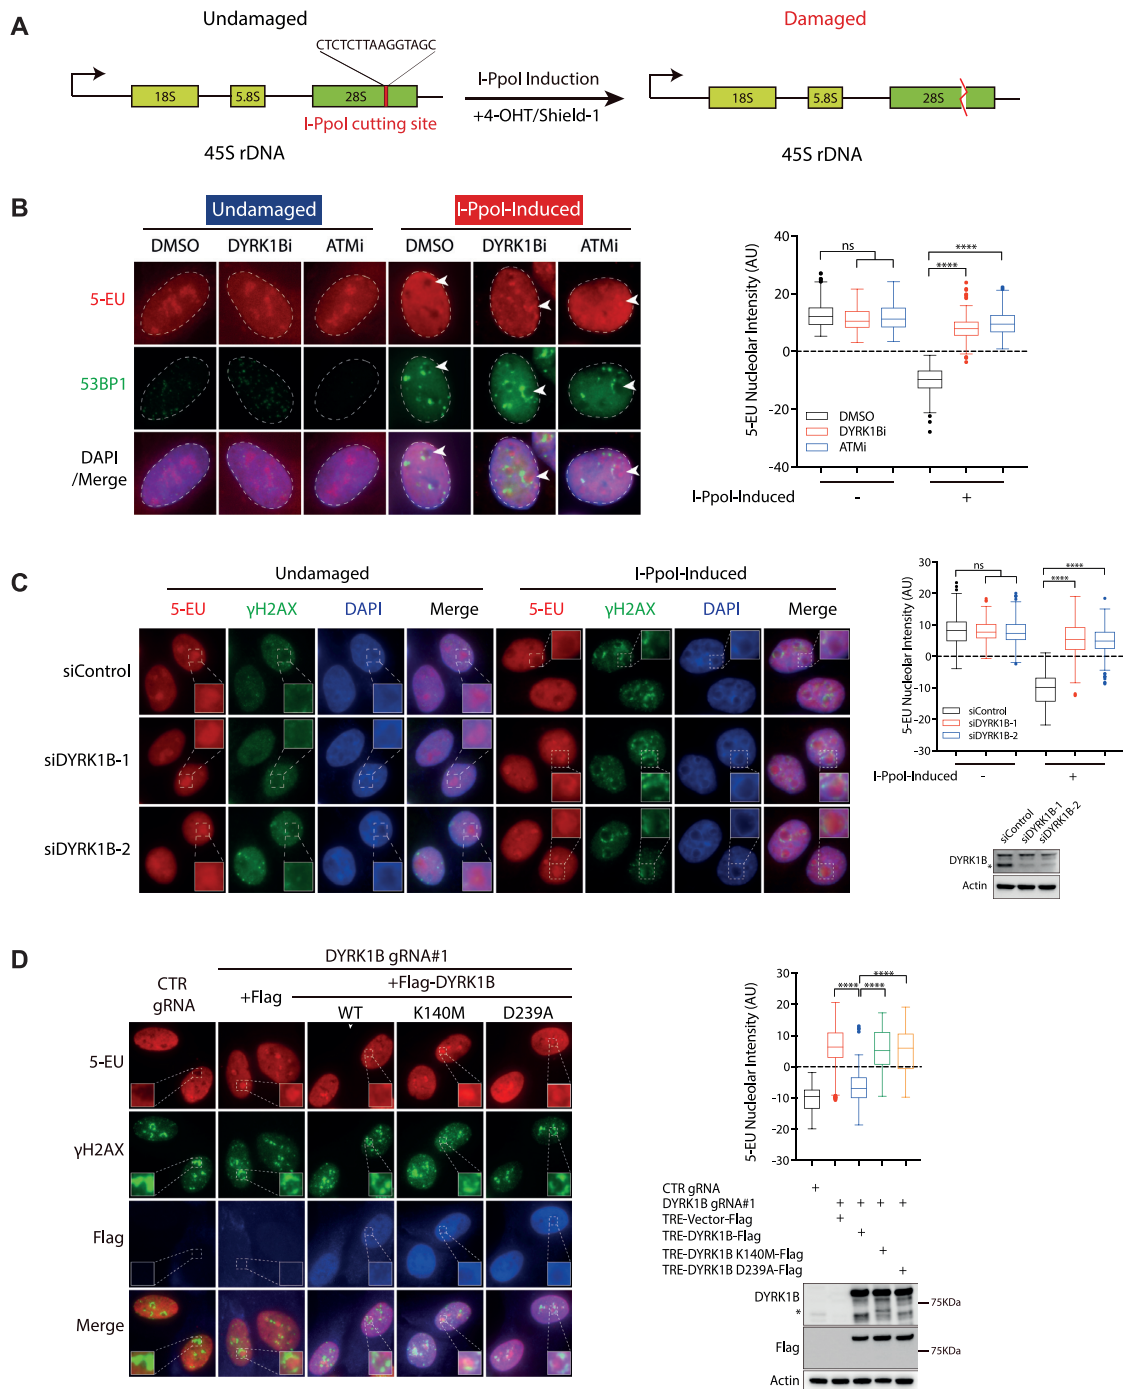 A
Undamaged
Damaged
CTCTCTTAAGGTAGC
18S
5.8S
28S
I-PpoI cutting site
45S rDNA
I-PpoI Induction
+4-OHT/Shield-1
18S
5.8S
28S
45S rDNA
B
Undamaged
I-PpoI-Induced
DMSO
DYRK1Bi
ATMi
DMSO
DYRK1Bi
ATMi
5-EU
53BP1
DAPI
/Merge
5-EU Nucleolar Intensity (AU)
40
20
0
-20
-40
ns
****
****
DMSO
DYRK1Bi
ATMi
I-PpoI-Induced
-
+
C
Undamaged
I-PpoI-Induced
5-EU
γH2AX
DAPI
Merge
5-EU
γH2AX
DAPI
Merge
siControl
siDYRK1B-1
siDYRK1B-2
5-EU Nucleolar Intensity (AU)
30
20
10
0
-10
-20
-30
ns
****
****
siControl
siDYRK1B-1
siDYRK1B-2
I-PpoI-Induced
-
+
siControl
siDYRK1B-1
siDYRK1B-2
DYRK1B
*
Actin
D
DYRK1B gRNA#1
CTR
gRNA
+Flag
+Flag-DYRK1B
WT
K140M
D239A
5-EU
γH2AX
Flag
Merge
5-EU Nucleolar Intensity (AU)
30
20
10
0
-10
-20
-30
****
****
****
CTR gRNA +
DYRK1B gRNA#1 + + + +
TRE-Vector-Flag +
TRE-DYRK1B-Flag +
TRE-DYRK1B K140M-Flag +
TRE-DYRK1B D239A-Flag +
DYRK1B
*
75KDa
Flag
75KDa
Actin